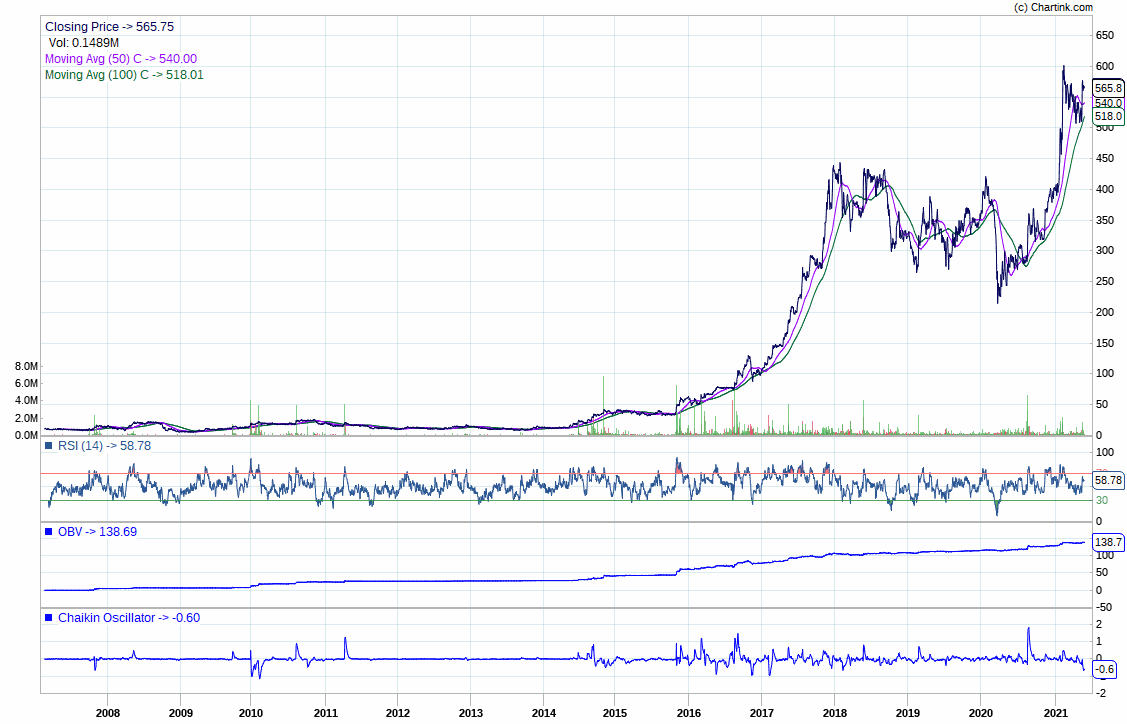 (c) Chartink.com
Closing Price -> 565.75
Vol: 0.1489M
Moving Avg (50) C -> 540.00
Moving Avg (100) C -> 518.01
650
600
565.8
540.0
518.0
500
450
400
350
300
250
200
150
100
50
0
8.0M
6.0M
4.0M
2.0M
0.0M
RSI (14) -> 58.78
100
70
58.78
30
0
OBV -> 138.69
138.7
100
50
0
-50
Chaikin Oscillator -> -0.60
2
1
0
-0.6
-2
2008 2009 2010 2011 2012 2013 2014 2015 2016 2017 2018 2019 2020 2021